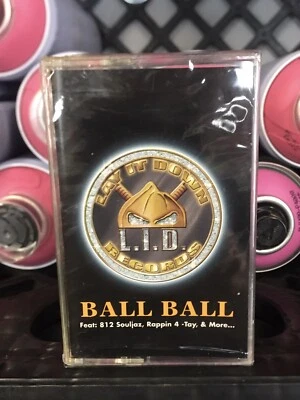 LAY IT DOWN
L.I.D.
RECORDS
BALL BALL
Feat: 812 Souljaz, Rappin 4 -Tay, & More...